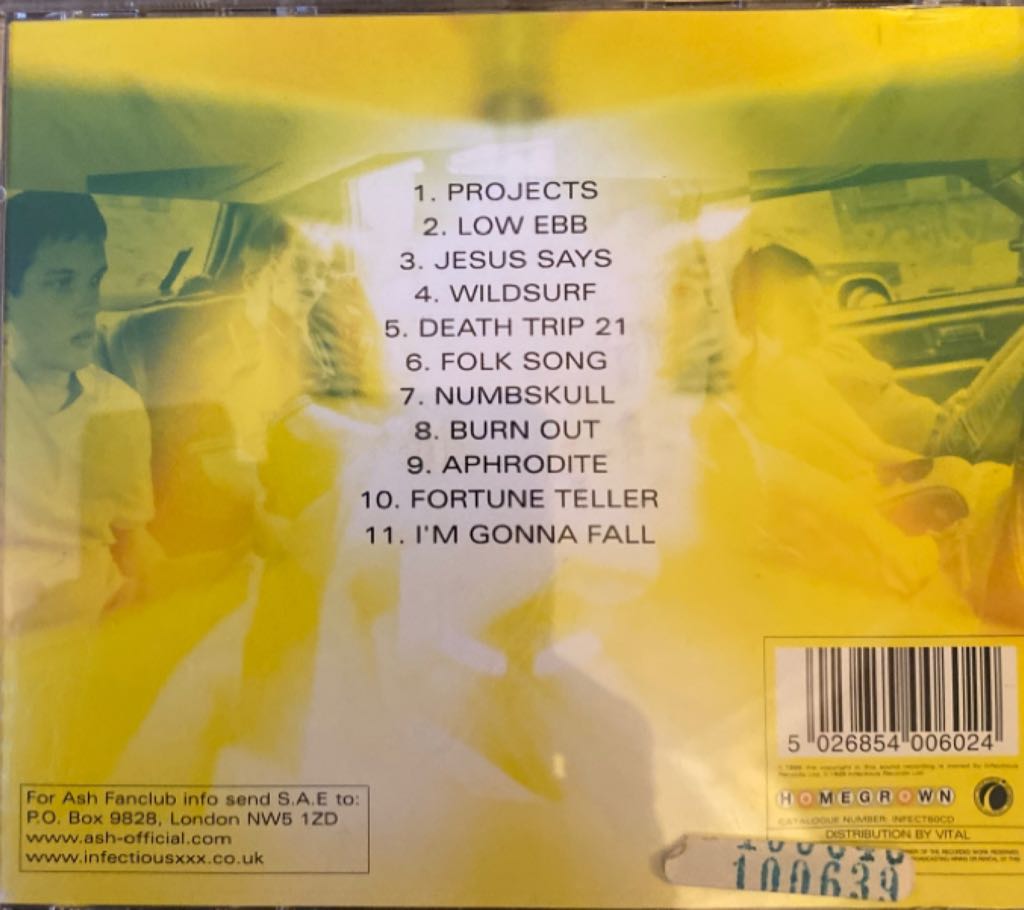 1. PROJECTS
2. LOW EBB
3. JESUS SAYS
4. WILDSURF
5. DEATH TRIP 21
6. FOLK SONG
7. NUMBSKULL
8. BURN OUT
9. APHRODITE
10. FORTUNE TELLER
11. I'M GONNA FALL
For Ash Fanclub info send S.A.E to:
P.O. Box 9828, London NW5 1ZD
www.ash-official.com
www.infectiousxxx.co.uk
5 026854 006024
HOMEGROWN
CATALOGUE NUMBER: INFECT60CD
DISTRIBUTION BY VITAL
100639